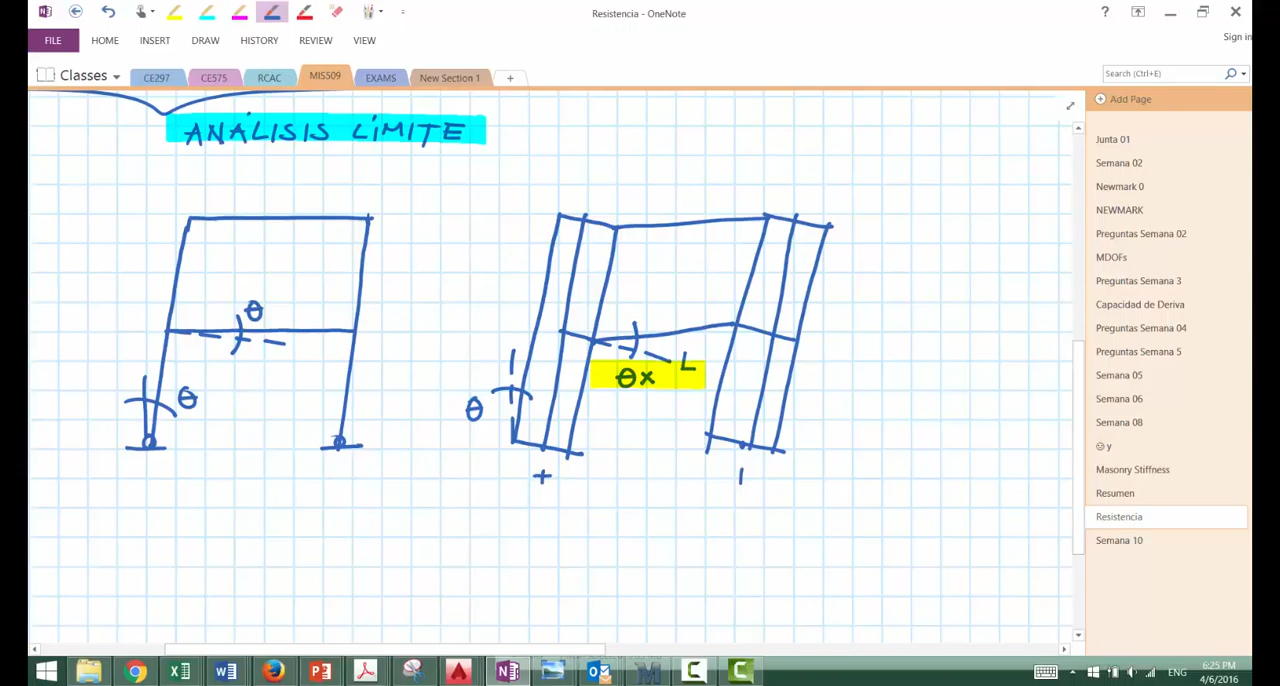 Resistencia - OneNote
Sign in
FILE HOME INSERT DRAW HISTORY REVIEW VIEW
Classes CE297 CE575 RCAC MIS509 EXAMS New Section 1 +
Search (Ctrl+E)
Add Page
ANÁLISIS LÍMITE
θ
θ
θ
θ× L
+
Junta 01
Semana 02
Newmark 0
NEWMARK
Preguntas Semana 02
MDOFs
Preguntas Semana 3
Capacidad de Deriva
Preguntas Semana 04
Preguntas Semana 5
Semana 05
Semana 06
Semana 08
☺ y
Masonry Stiffness
Resumen
Resistencia
Semana 10
ENG
6:25 PM
4/6/2016